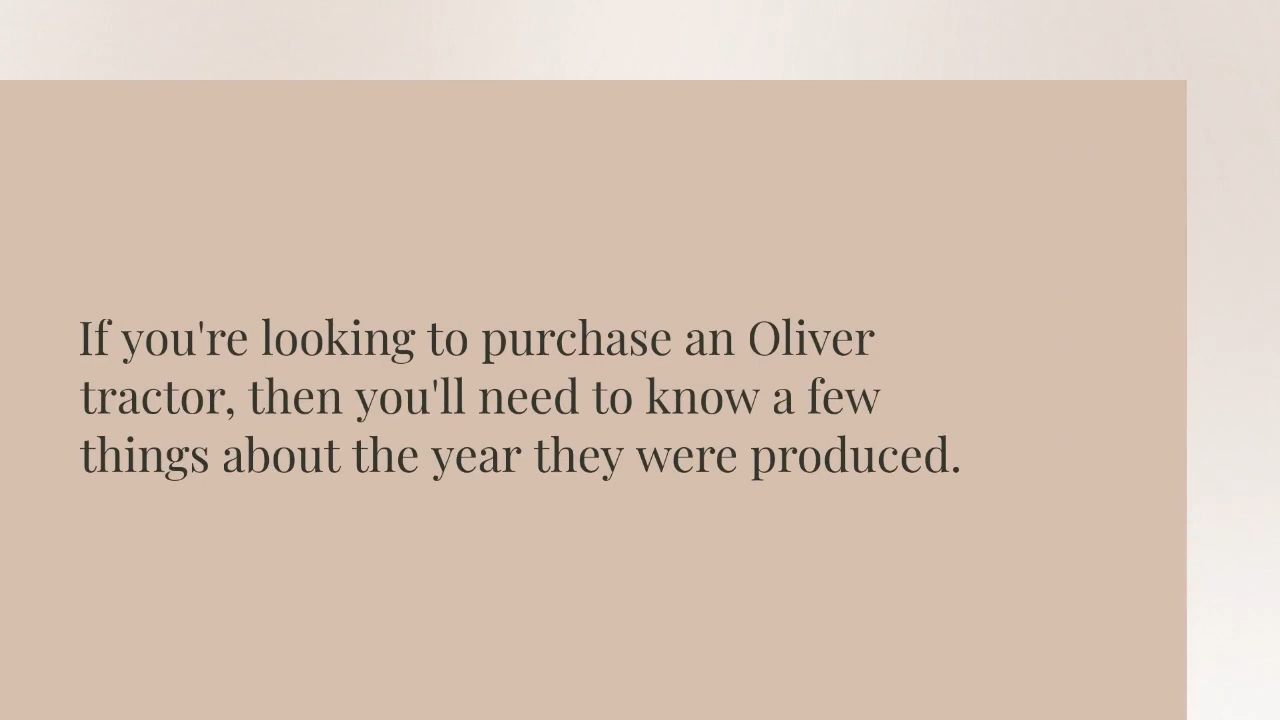 If you're looking to purchase an Oliver
tractor, then you'll need to know a few
things about the year they were produced.